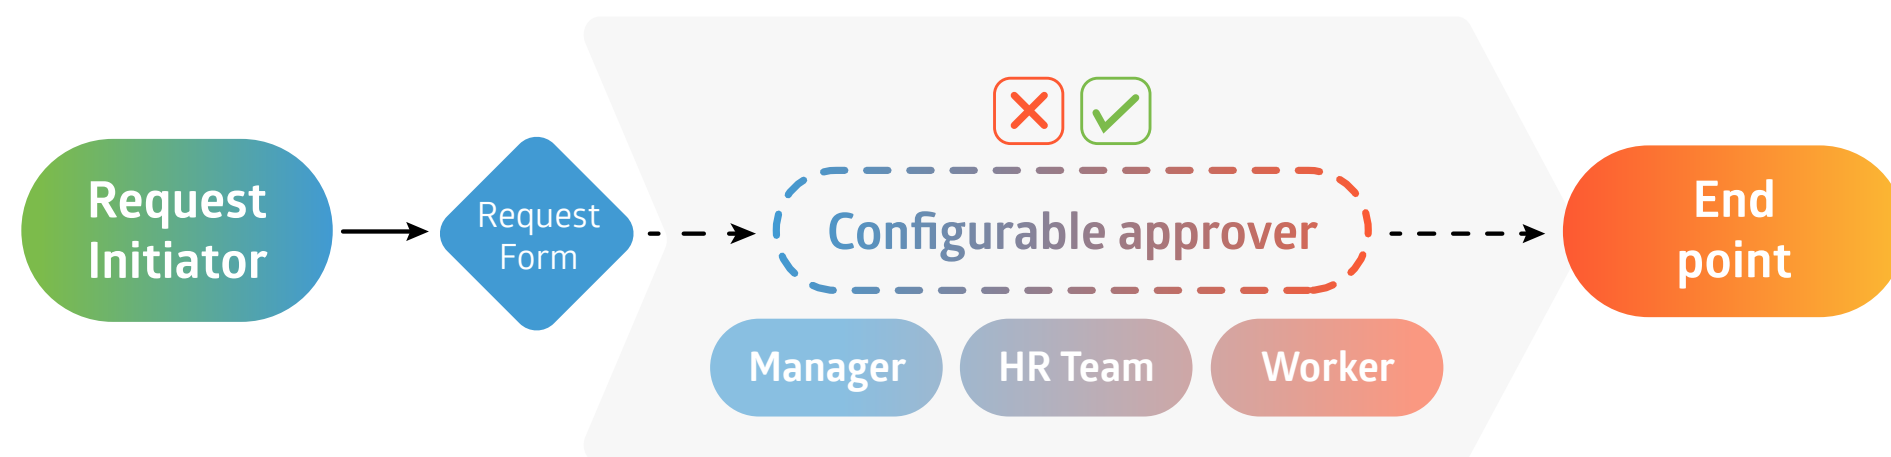 Request
Initiator
Request
Form
Configurable approver
Manager
HR Team
Worker
End
point